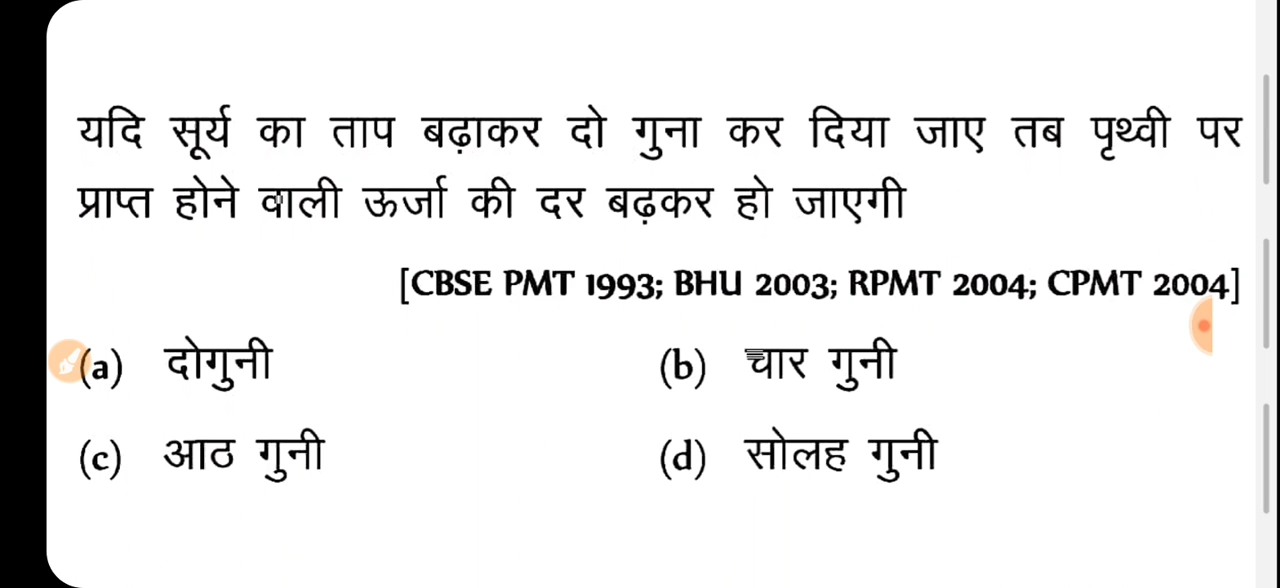 यदि सूर्य का ताप बढ़ाकर दो गुना कर दिया जाए तब पृथ्वी पर
प्राप्त होने वाली ऊर्जा की दर बढ़कर हो जाएगी
[CBSE PMT 1993; BHU 2003; RPMT 2004; CPMT 2004]
(a) दोगुनी (b) चार गुनी
(c) आठ गुनी (d) सोलह गुनी